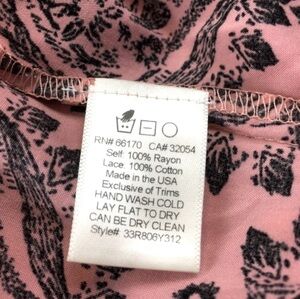 RN# 66170 CA# 32054
Self: 100% Rayon
Lace: 100% Cotton
Made in the USA
Exclusive of Trims
HAND WASH COLD
LAY FLAT TO DRY
CAN BE DRY CLEAN
Style# 33R806Y312